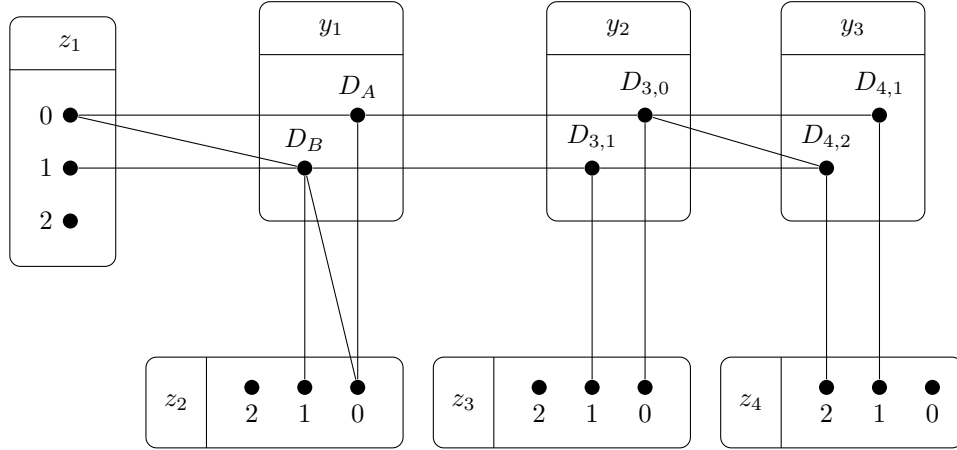 z₁
y₁
y₂
y₃
D_A
D_{3,0}
D_{4,1}
0
D_B
D_{3,1}
D_{4,2}
1
2
z₂
2 1 0
z₃
2 1 0
z₄
2 1 0